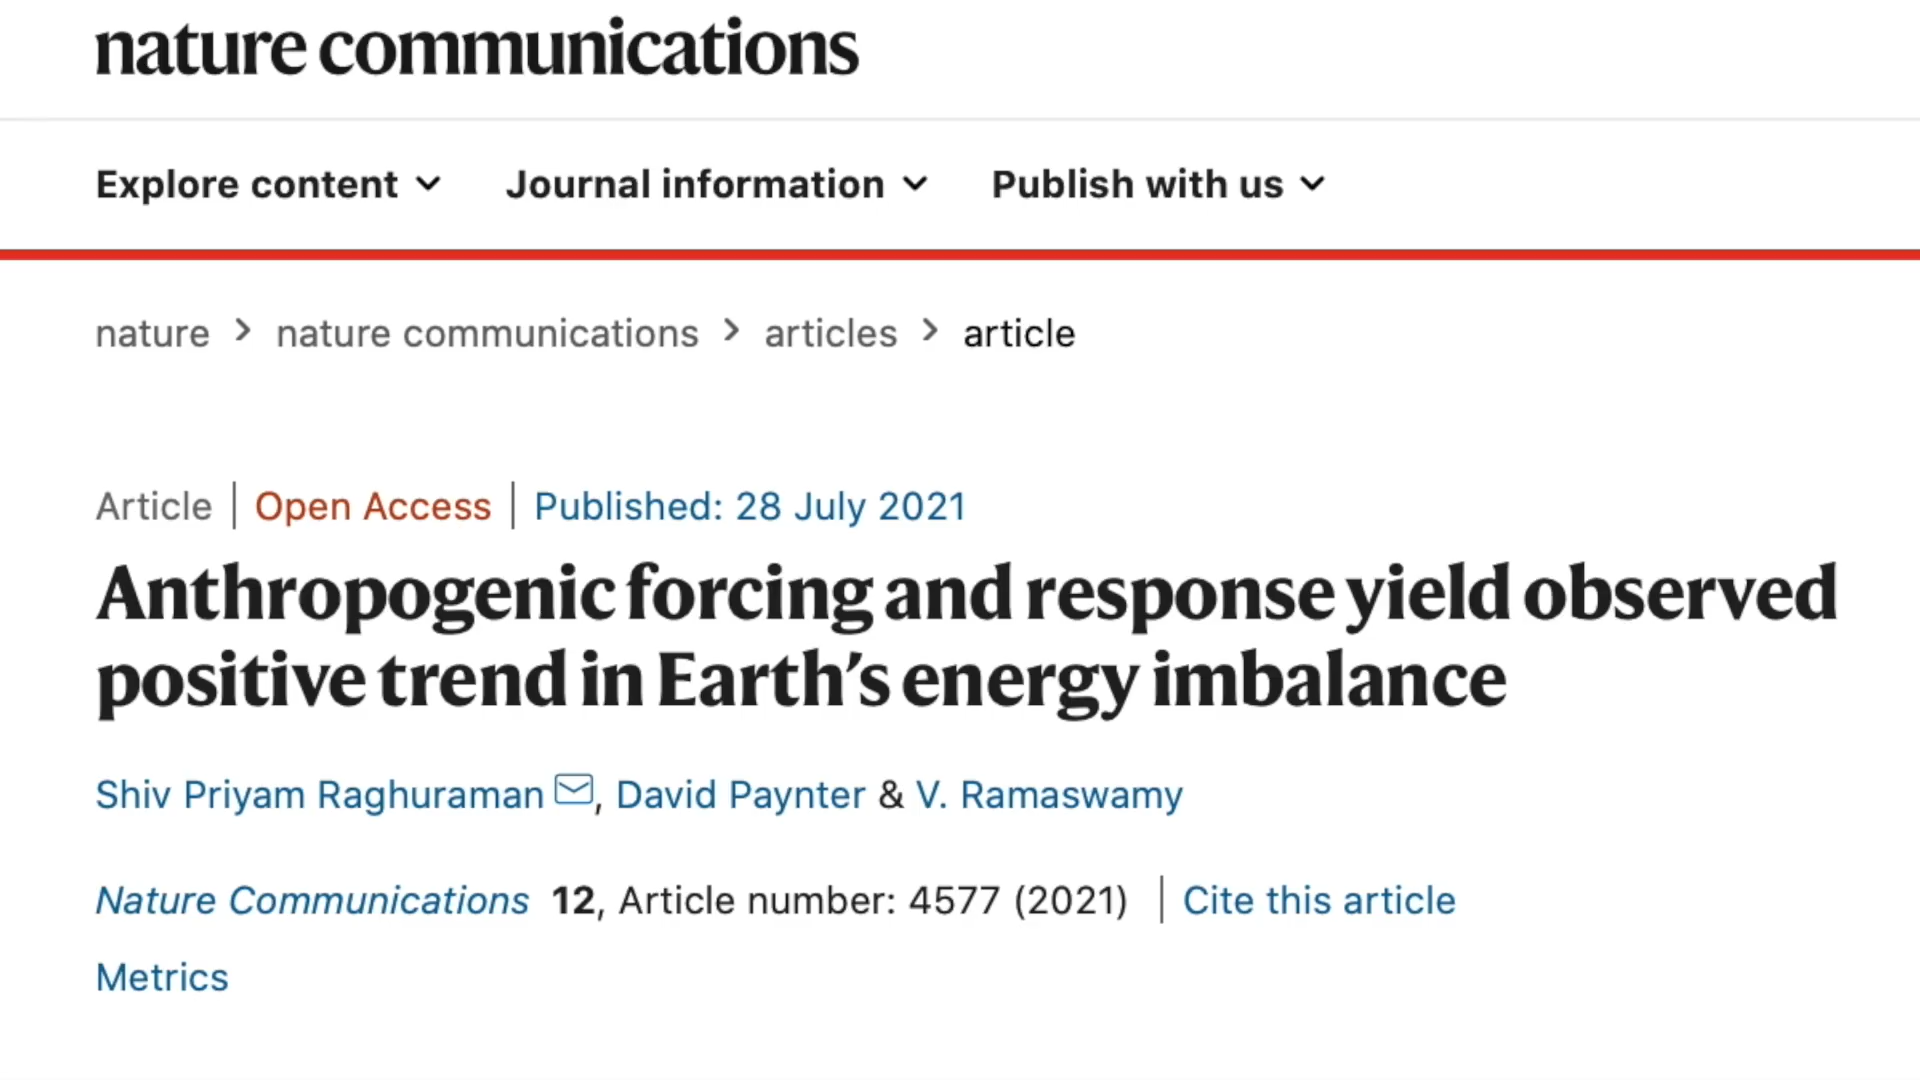 nature communications
Explore content Journal information Publish with us
nature > nature communications > articles > article
Article | Open Access | Published: 28 July 2021
Anthropogenic forcing and response yield observed
positive trend in Earth’s energy imbalance
Shiv Priyam Raghuraman, David Paynter & V. Ramaswamy
Nature Communications 12, Article number: 4577 (2021) | Cite this article
Metrics